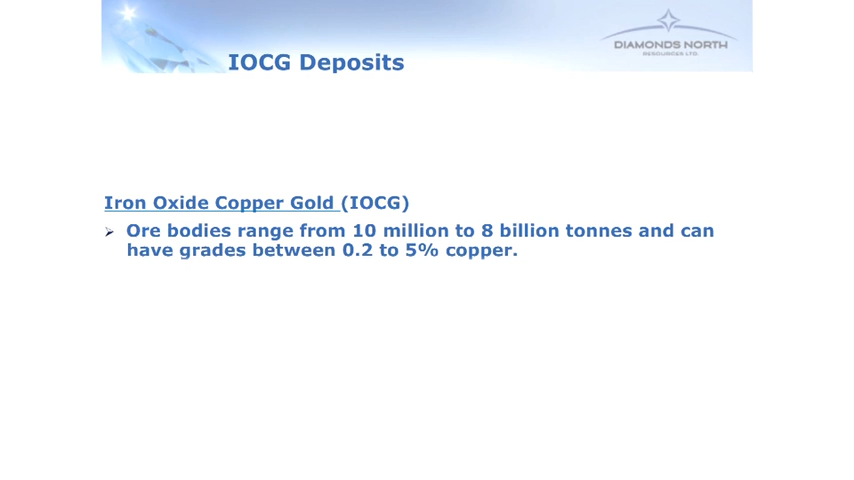 IOCG Deposits
DIAMONDS NORTH
RESOURCES LTD.
Iron Oxide Copper Gold (IOCG)
➢ Ore bodies range from 10 million to 8 billion tonnes and can
have grades between 0.2 to 5% copper.